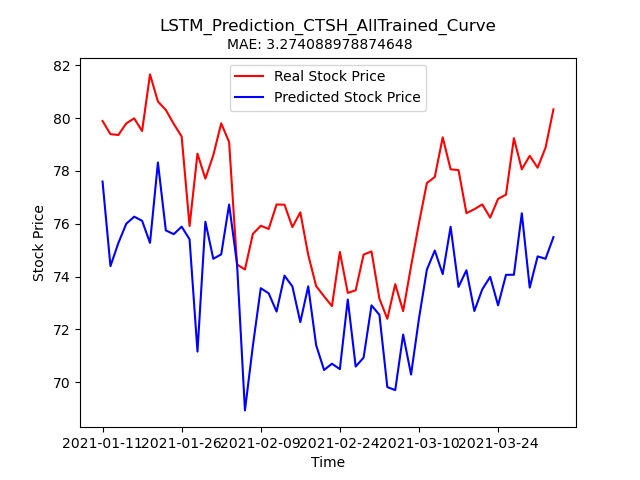 LSTM_Prediction_CTSH_AllTrained_Curve
MAE: 3.274088978874648
Real Stock Price
Predicted Stock Price
82
80
78
76
74
72
70
Stock Price
2021-01-11 2021-01-26 2021-02-09 2021-02-24 2021-03-10 2021-03-24
Time